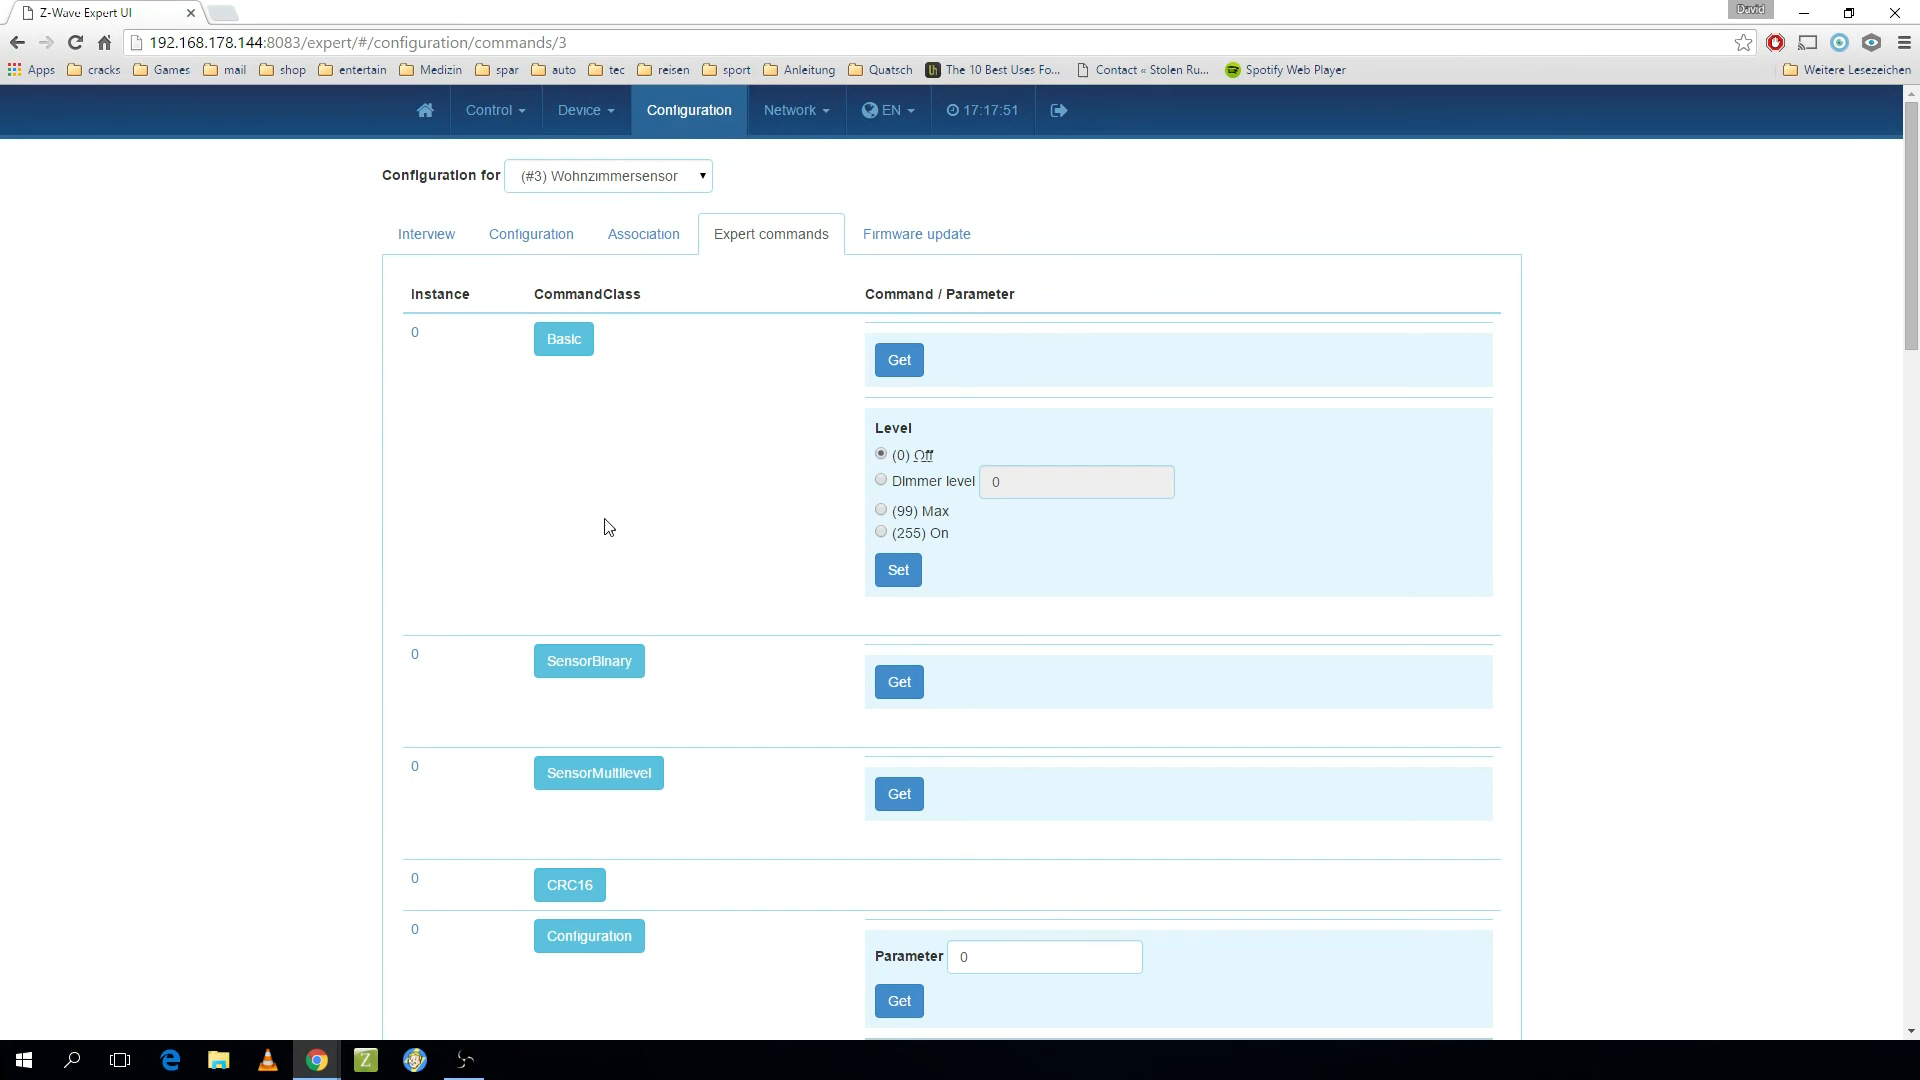 Z-Wave Expert UI
David
192.168.178.144:8083/expert/#/configuration/commands/3
Apps cracks Games mail shop entertain Medizin spar auto tec reisen sport Anleitung Quatsch The 10 Best Uses Fo... Contact « Stolen Ru... Spotify Web Player Weitere Lesezeichen
Control Device Configuration Network EN 17:17:51
Configuration for (#3) Wohnzimmersensor
Interview Configuration Association Expert commands Firmware update
Instance CommandClass Command / Parameter
0 Basic
Get
Level
(0) Off
Dimmer level 0
(99) Max
(255) On
Set
0 SensorBinary
Get
0 SensorMultilevel
Get
0 CRC16
0 Configuration
Parameter 0
Get